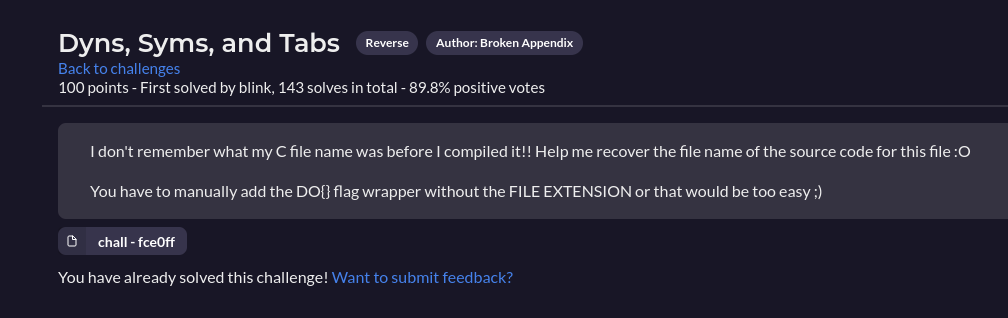 Dyns, Syms, and Tabs Reverse Author: Broken Appendix
Back to challenges
100 points - First solved by blink, 143 solves in total - 89.8% positive votes
I don't remember what my C file name was before I compiled it!! Help me recover the file name of the source code for this file :O
You have to manually add the DO{} flag wrapper without the FILE EXTENSION or that would be too easy ;)
chall - fce0ff
You have already solved this challenge! Want to submit feedback?